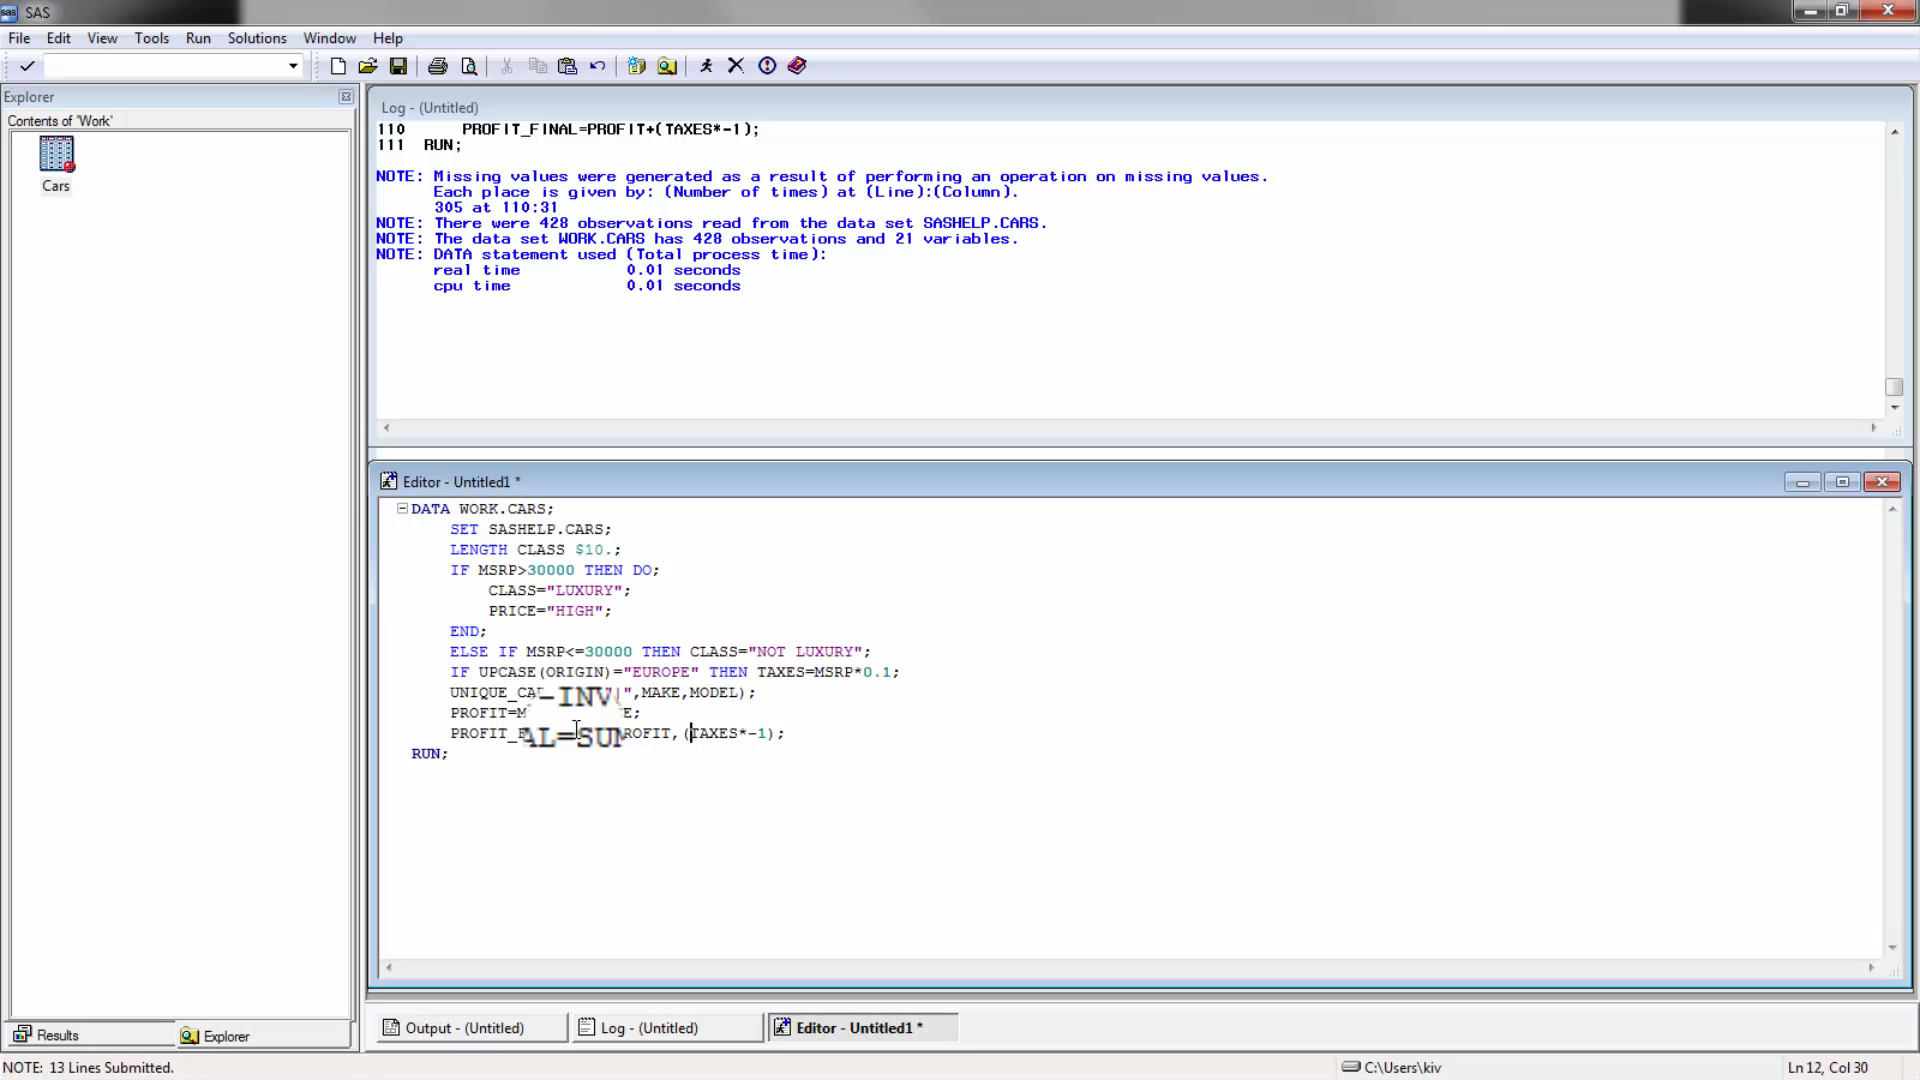 SAS
File Edit View Tools Run Solutions Window Help
Explorer
Contents of 'Work'
Cars
Log - (Untitled)
110 PROFIT_FINAL=PROFIT+(TAXES*-1);
111 RUN;
NOTE: Missing values were generated as a result of performing an operation on missing values.
Each place is given by: (Number of times) at (Line):(Column).
305 at 110:31
NOTE: There were 428 observations read from the data set SASHELP.CARS.
NOTE: The data set WORK.CARS has 428 observations and 21 variables.
NOTE: DATA statement used (Total process time):
real time 0.01 seconds
cpu time 0.01 seconds
Editor - Untitled1 *
DATA WORK.CARS;
SET SASHELP.CARS;
LENGTH CLASS $10.;
IF MSRP>30000 THEN DO;
CLASS="LUXURY";
PRICE="HIGH";
END;
ELSE IF MSRP<=30000 THEN CLASS="NOT LUXURY";
IF UPCASE(ORIGIN)="EUROPE" THEN TAXES=MSRP*0.1;
",MAKE,MODEL);
-INV
PROFIT=M
AL=SUM
ROFIT,(TAXES*-1);
RUN;
Results Explorer
Output - (Untitled) Log - (Untitled) Editor - Untitled1 *
NOTE: 13 Lines Submitted. C:\Users\kiv Ln 12, Col 30